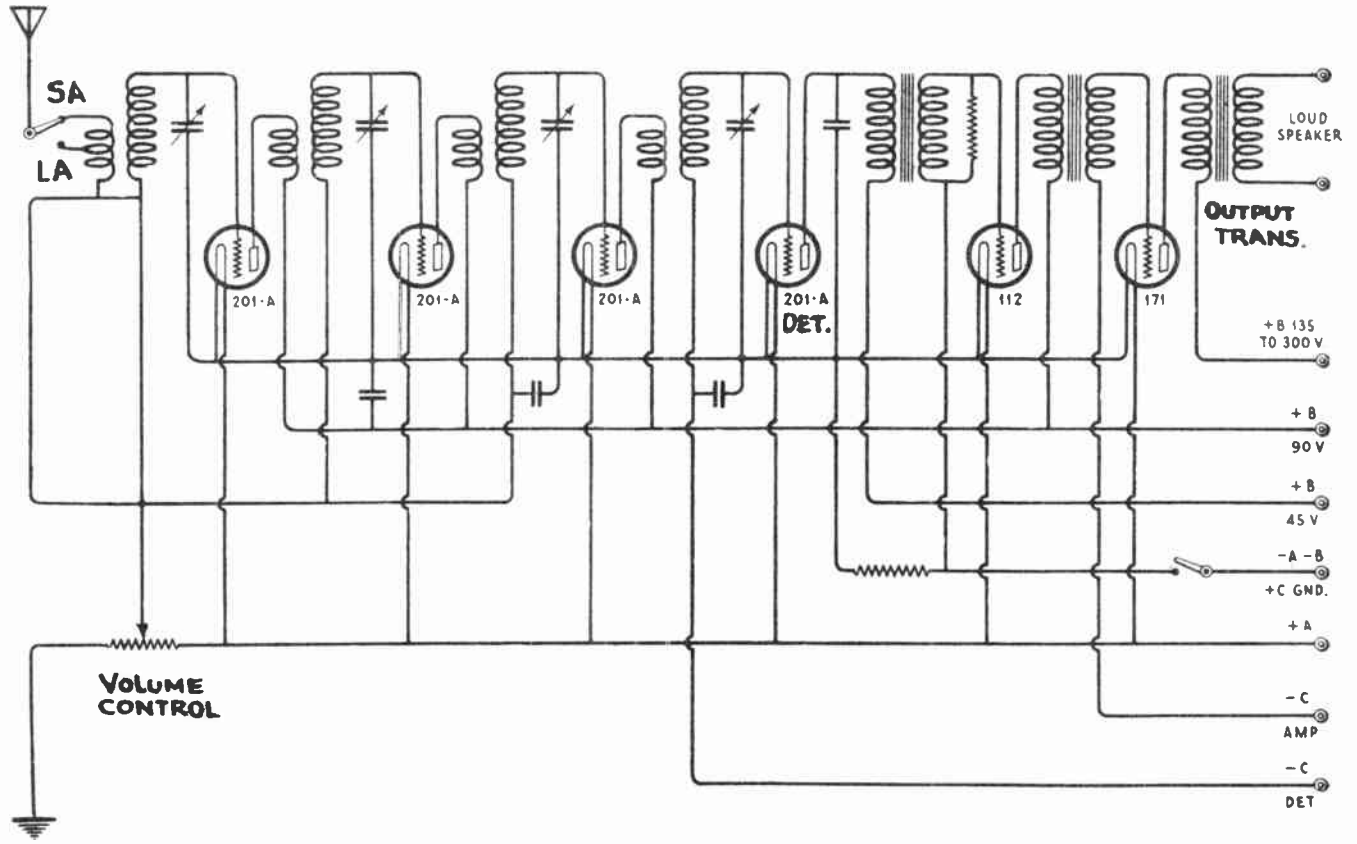 SA
LA
LOUD
SPEAKER
OUTPUT
TRANS.
201-A
201-A
201-A
201-A
DET.
112
171
+B 135
TO 300 V
+ B
90 V
+ B
45 V
-A -B
+C GND.
+ A
VOLUME
CONTROL
- C
AMP
- C
DET